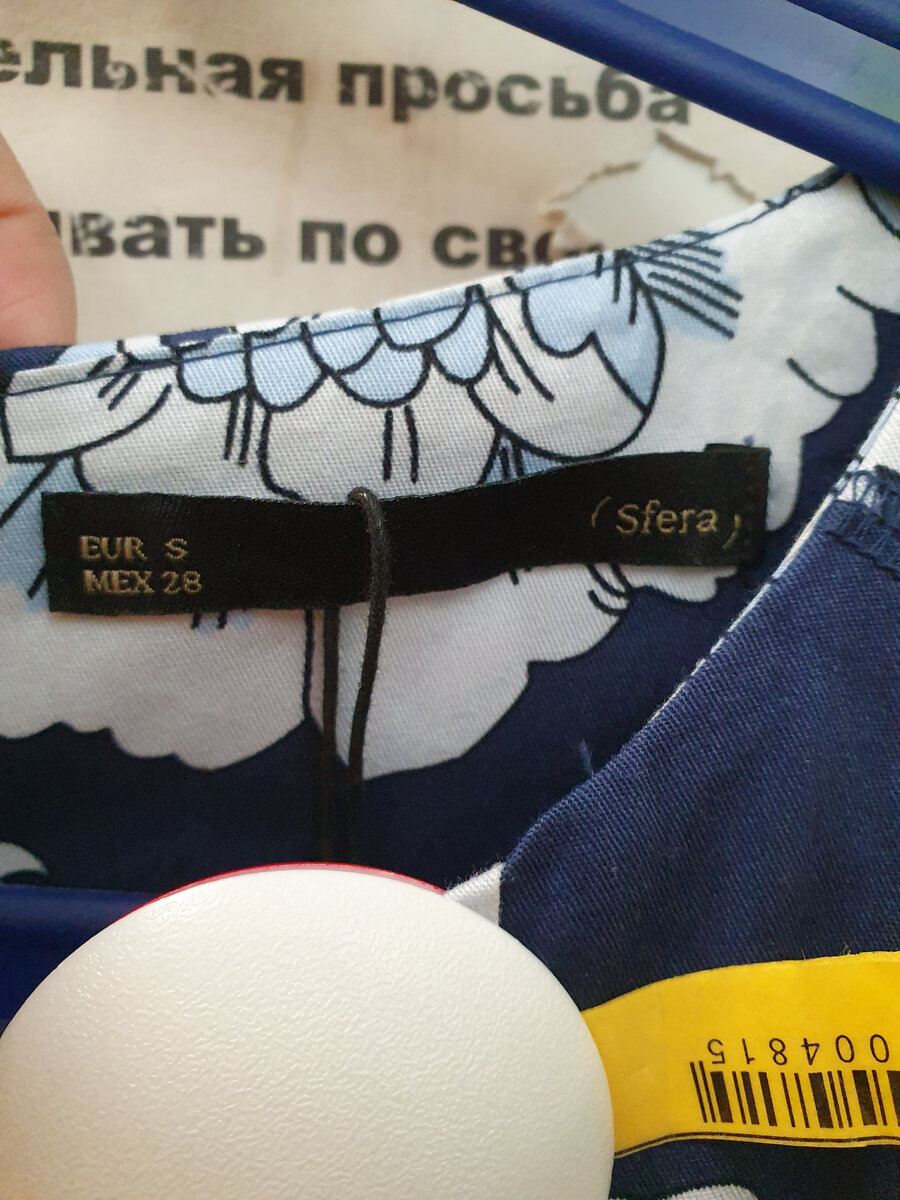 ельная просьба
вать по сво
EUR S
MEX 28
(Sfera)
004815